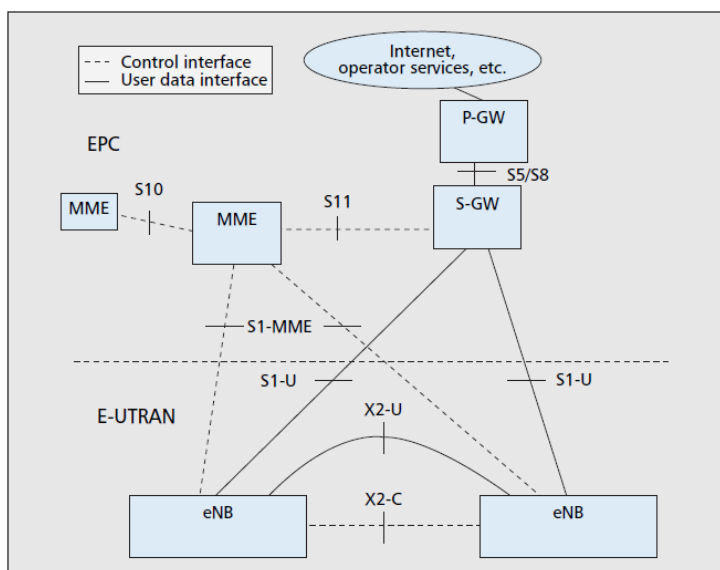 Control interface
User data interface
Internet,
operator services, etc.
P-GW
EPC
S5/S8
S10
S11
MME
MME
S-GW
S1-MME
S1-U
S1-U
E-UTRAN
X2-U
X2-C
eNB
eNB